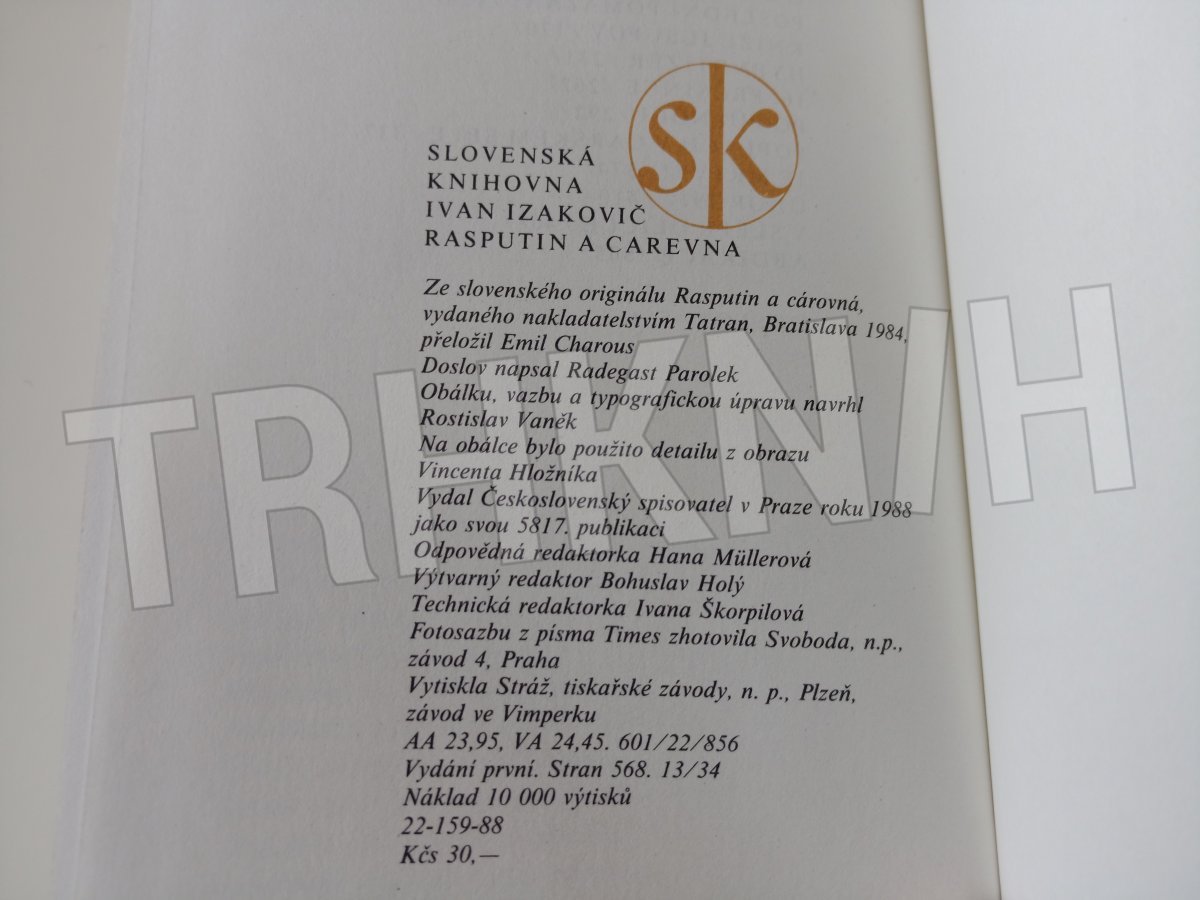 sk
SLOVENSKÁ
KNIHOVNA
IVAN IZAKOVIČ
RASPUTIN A CAREVNA
Ze slovenského originálu Rasputin a cárovná,
vydaného nakladatelstvím Tatran, Bratislava 1984,
přeložil Emil Charous
Doslov napsal Radegast Parolek
Obálku, vazbu a typografickou úpravu navrhl
Rostislav Vaněk
Na obálce bylo použito detailu z obrazu
Vincenta Hložníka
Vydal Československý spisovatel v Praze roku 1988
jako svou 5817. publikaci
Odpovědná redaktorka Hana Müllerová
Výtvarný redaktor Bohuslav Holý
Technická redaktorka Ivana Škorpilová
Fotosazbu z písma Times zhotovila Svoboda, n.p.,
závod 4, Praha
Vytiskla Stráž, tiskařské závody, n. p., Plzeň,
závod ve Vimperku
AA 23,95, VA 24,45. 601/22/856
Vydání první. Stran 568. 13/34
Náklad 10 000 výtisků
22-159-88
Kčs 30,—
TRHKNIH